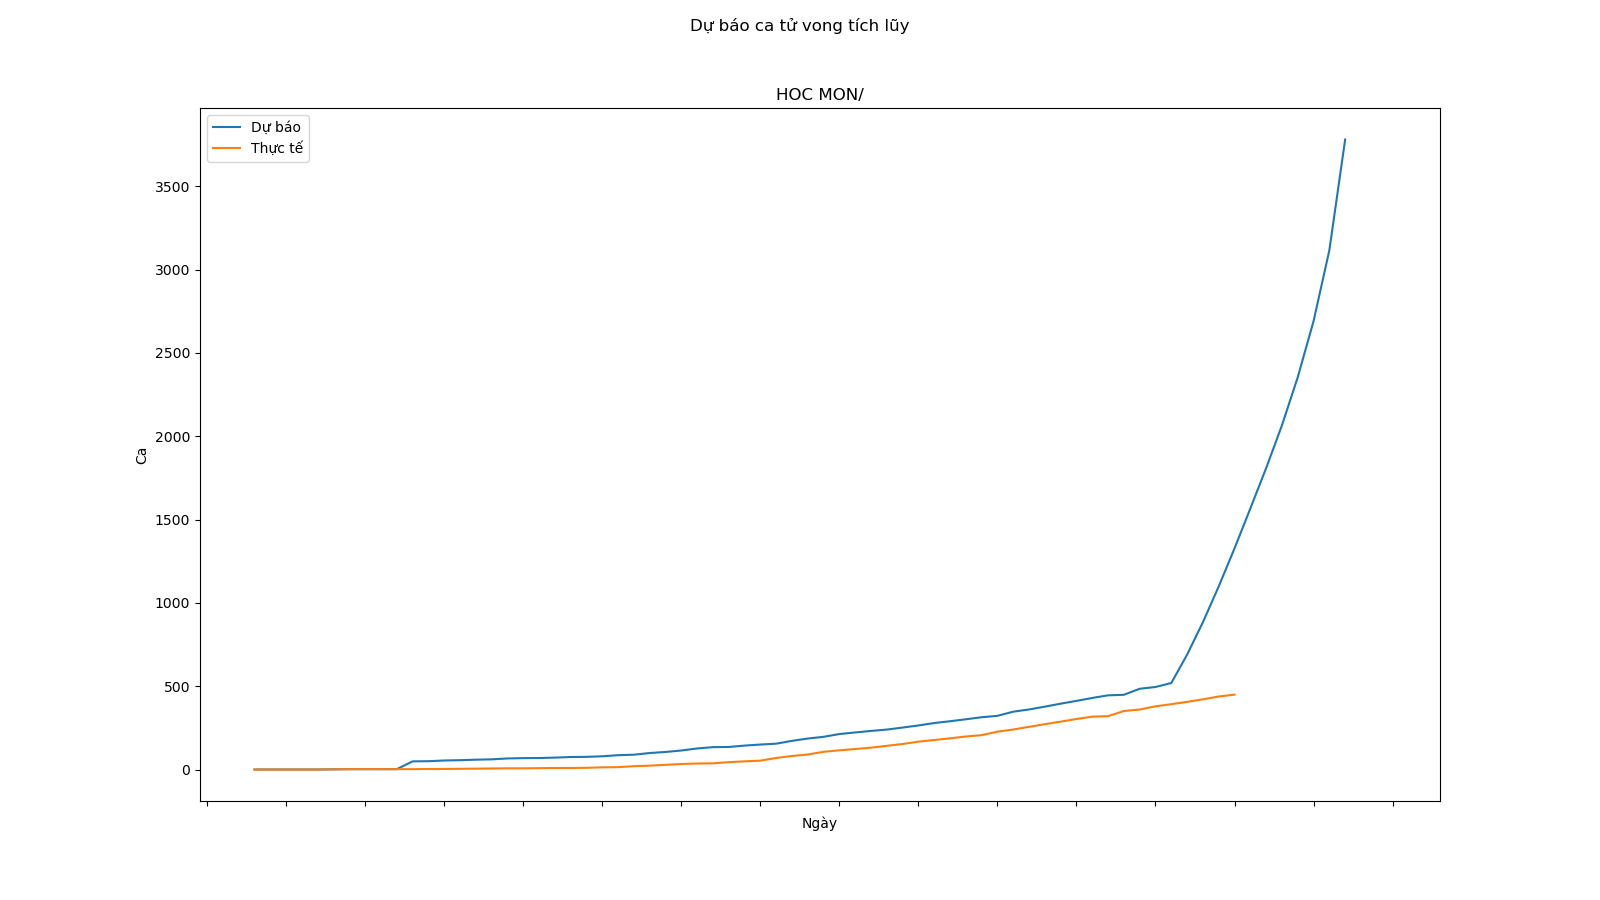 Dự báo ca tử vong tích lũy
HOC MON/
Dự báo
Thực tế
3500
3000
2500
2000
1500
1000
500
0
Ca
Ngày